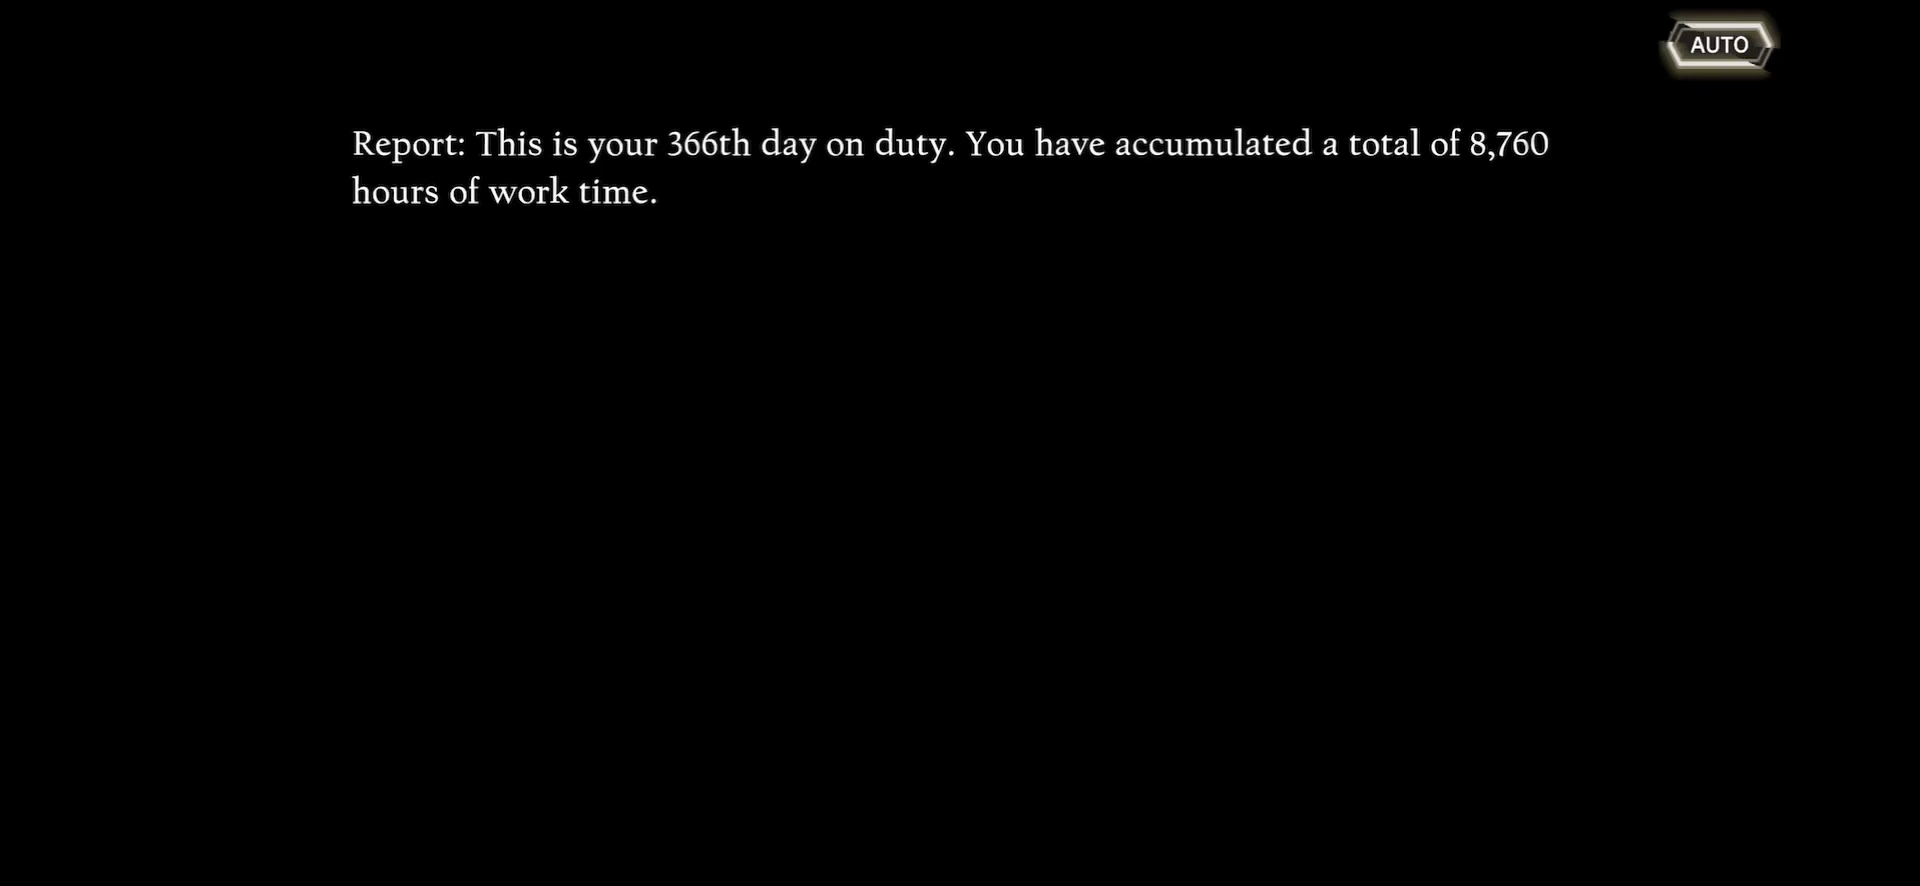 AUTO
Report: This is your 366th day on duty. You have accumulated a total of 8,760
hours of work time.